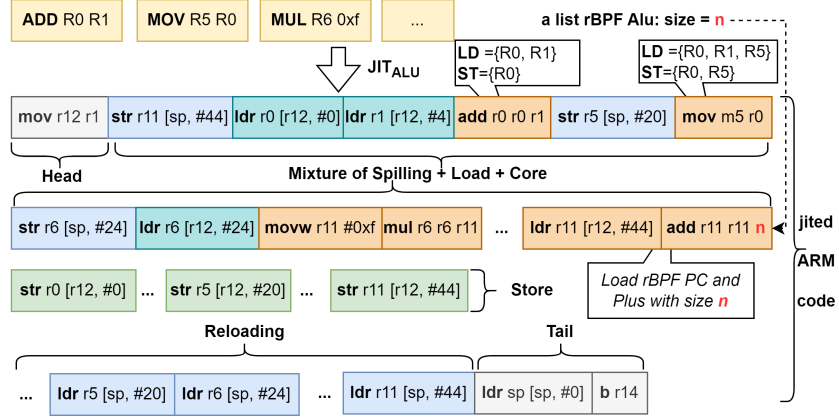 ADD R0 R1 MOV R5 R0 MUL R6 0xf ... a list rBPF Alu: size = n
JIT_ALU
LD ={R0, R1}
ST={R0}
LD = {R0, R1, R5}
ST={R0, R5}
mov r12 r1 str r11 [sp, #44] ldr r0 [r12, #0] ldr r1 [r12, #4] add r0 r0 r1 str r5 [sp, #20] mov m5 r0
Head
Mixture of Spilling + Load + Core
str r6 [sp, #24] ldr r6 [r12, #24] movw r11 #0xf mul r6 r6 r11 ... ldr r11 [r12, #44] add r11 r11 n
jited
ARM
code
str r0 [r12, #0] ... str r5 [r12, #20] ... str r11 [r12, #44] Store
Load rBPF PC and
Plus with size n
Reloading Tail
... ldr r5 [sp, #20] ldr r6 [sp, #24] ... ldr r11 [sp, #44] ldr sp [sp, #0] b r14